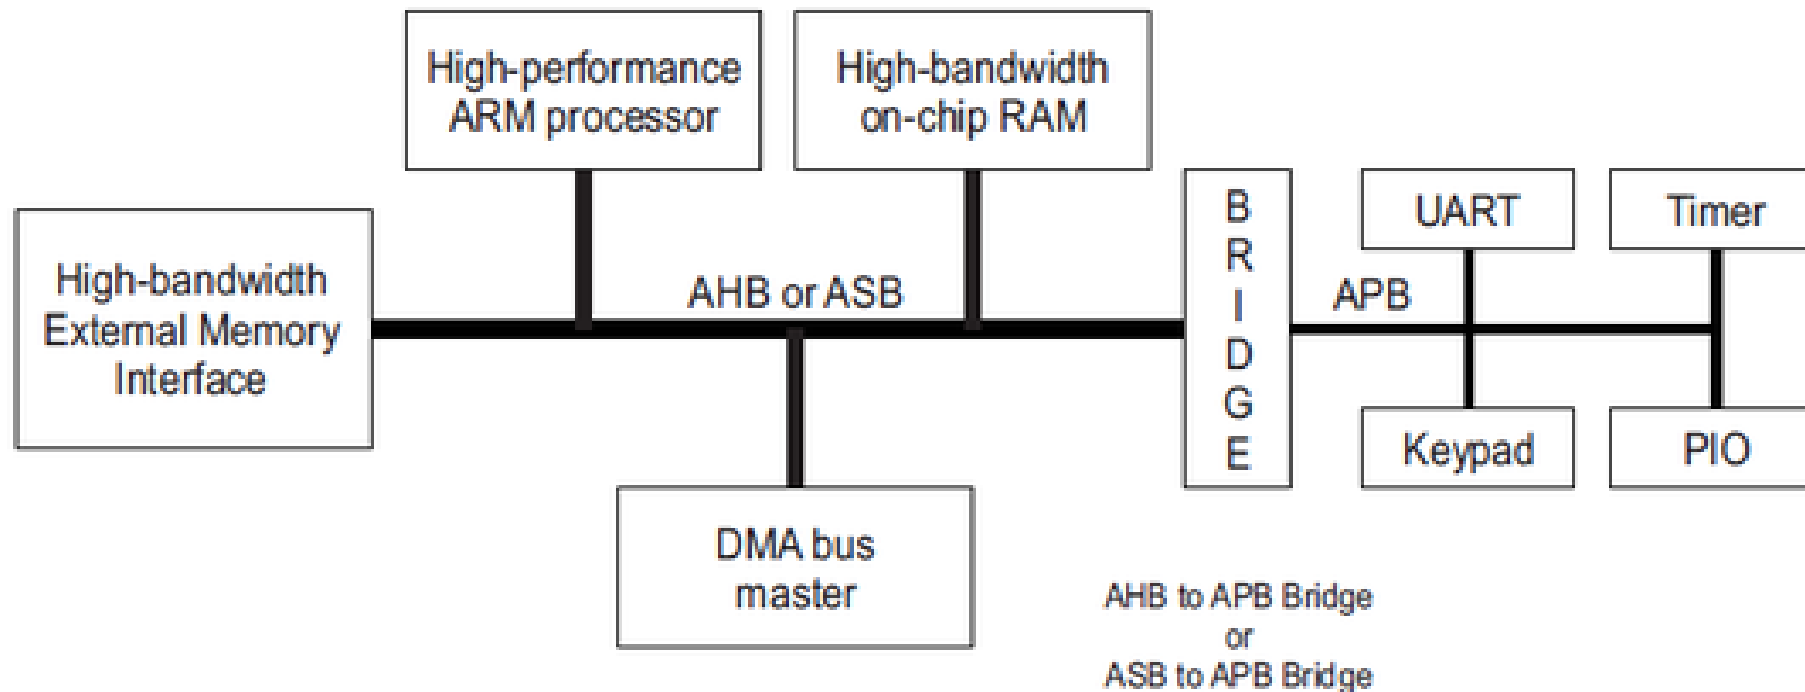 High-performance
ARM processor
High-bandwidth
on-chip RAM
High-bandwidth
External Memory
Interface
AHB or ASB
B
R
I
D
G
E
APB
UART
Timer
Keypad
PIO
DMA bus
master
AHB to APB Bridge
or
ASB to APB Bridge